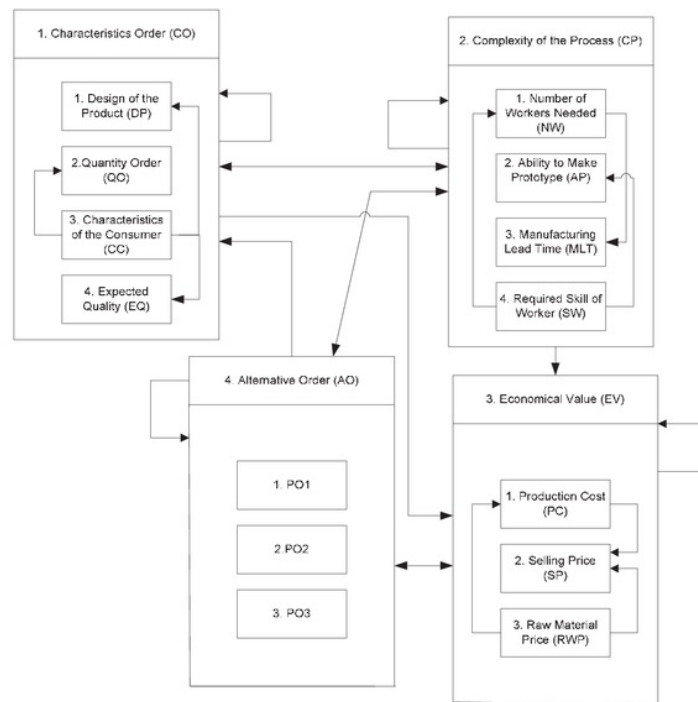 1. Characteristics Order (CO)
1. Design of the
Product (DP)
2.Quantity Order
(QO)
3. Characteristics
of the Consumer
(CC)
4. Expected
Quality (EQ)
2. Complexity of the Process (CP)
1. Number of
Workers Needed
(NW)
2. Ability to Make
Prototype (AP)
3. Manufacturing
Lead Time (MLT)
4. Required Skill of
Worker (SW)
4. Alternative Order (AO)
1. PO1
2.PO2
3. PO3
3. Economical Value (EV)
1. Production Cost
(PC)
2. Selling Price
(SP)
3. Raw Material
Price (RWP)